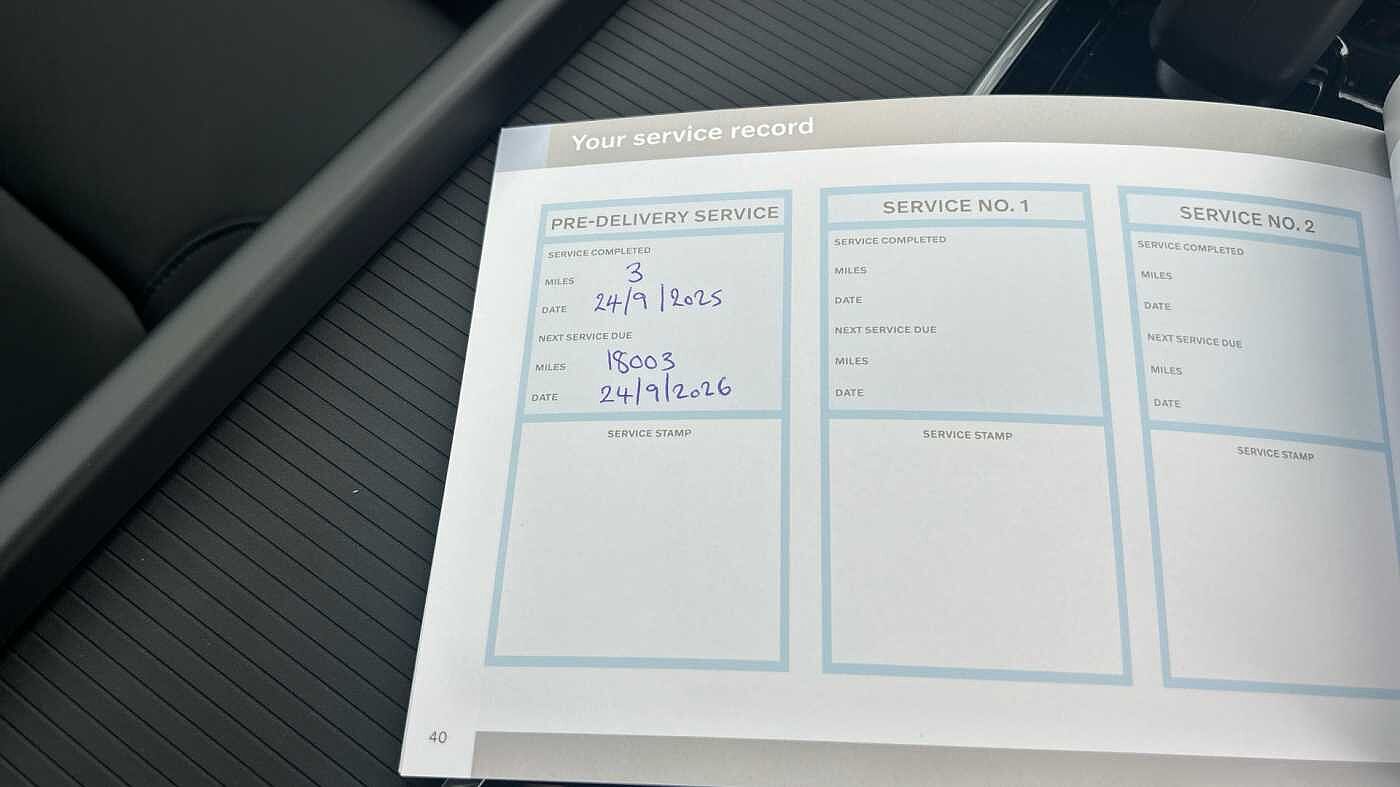 Your service record
PRE-DELIVERY SERVICE
SERVICE COMPLETED
MILES 3
DATE 24/9/2025
NEXT SERVICE DUE
MILES 18003
DATE 24/9/2026
SERVICE STAMP
SERVICE NO. 1
SERVICE COMPLETED
MILES
DATE
NEXT SERVICE DUE
MILES
DATE
SERVICE STAMP
SERVICE NO. 2
SERVICE COMPLETED
MILES
DATE
NEXT SERVICE DUE
MILES
DATE
SERVICE STAMP
40